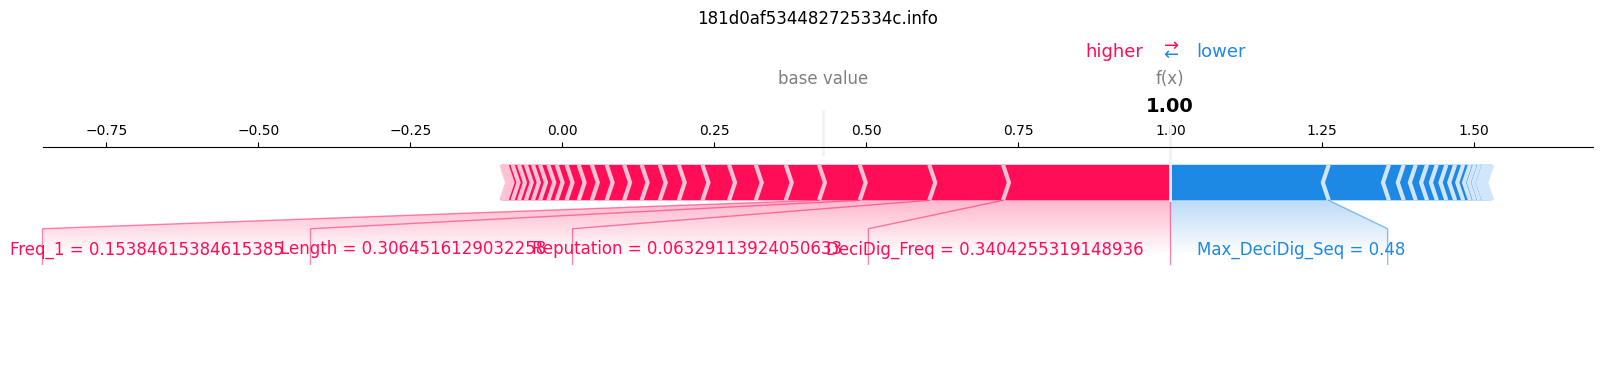 181d0af534482725334c.info
higher ⇄ lower
base value f(x)
1.00
−0.75 −0.50 −0.25 0.00 0.25 0.50 0.75 1.00 1.25 1.50
Freq_1 = 0.15384615384615385 Length = 0.3064516129032258 Reputation = 0.06329113924050633 DeciDig_Freq = 0.3404255319148936 Max_DeciDig_Seq = 0.48